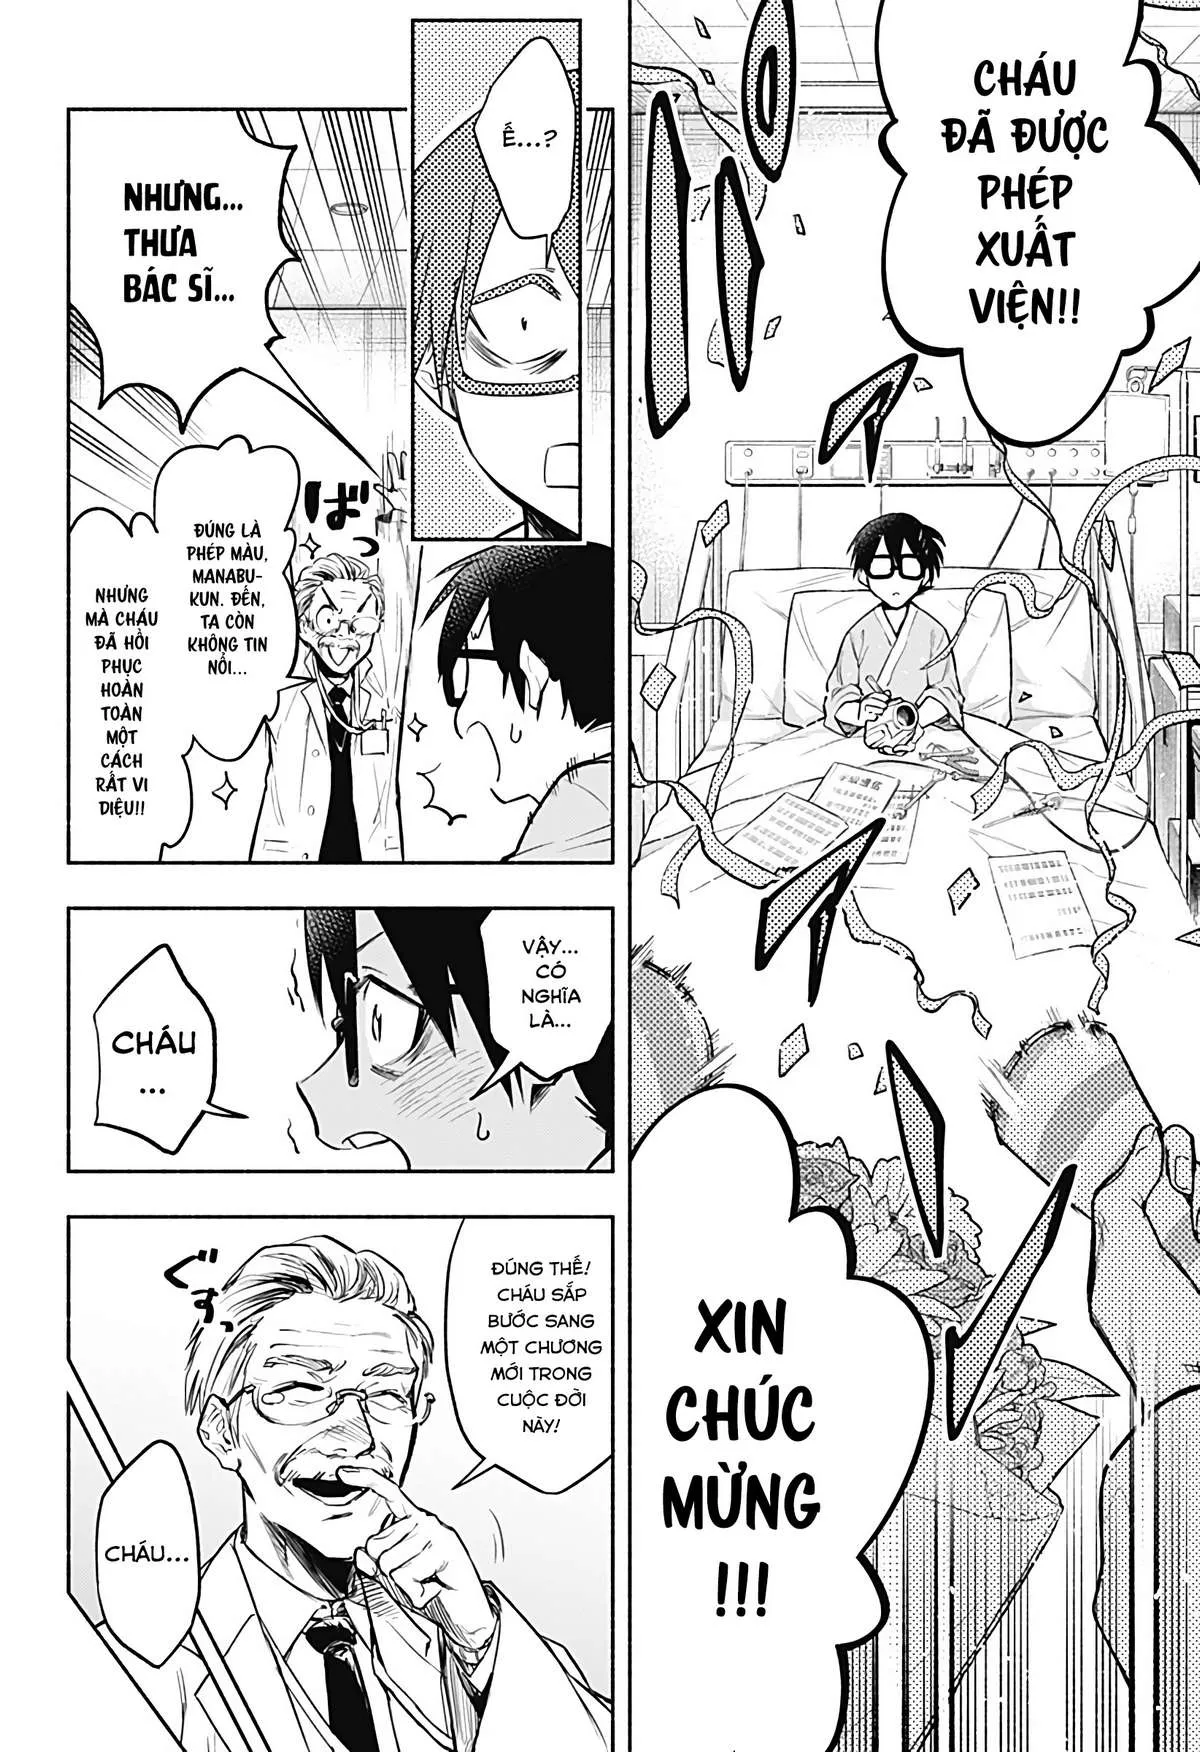 CHÁU
ĐÃ ĐƯỢC
PHÉP
XUẤT
VIỆN!!
XIN
CHÚC
MỪNG
!!!
Ế...?
NHƯNG...
THƯA
BÁC SĨ...
ばっ
ĐÚNG LÀ
PHÉP MÀU,
MANABU-
KUN. ĐẾN,
TA CÒN
KHÔNG TIN
NỔI...
NHƯNG
MÀ CHÁU
ĐÃ HỒI
PHỤC
HOÀN
TOÀN
MỘT
CÁCH
RẤT VI
DIỆU!!
VẬY...
CÓ
NGHĨA
LÀ...
CHÁU
...
ĐÚNG THẾ!
CHÁU SẮP
BƯỚC SANG
MỘT CHƯƠNG
MỚI TRONG
CUỘC ĐỜI
NÀY!
ぐすっ
CHÁU...